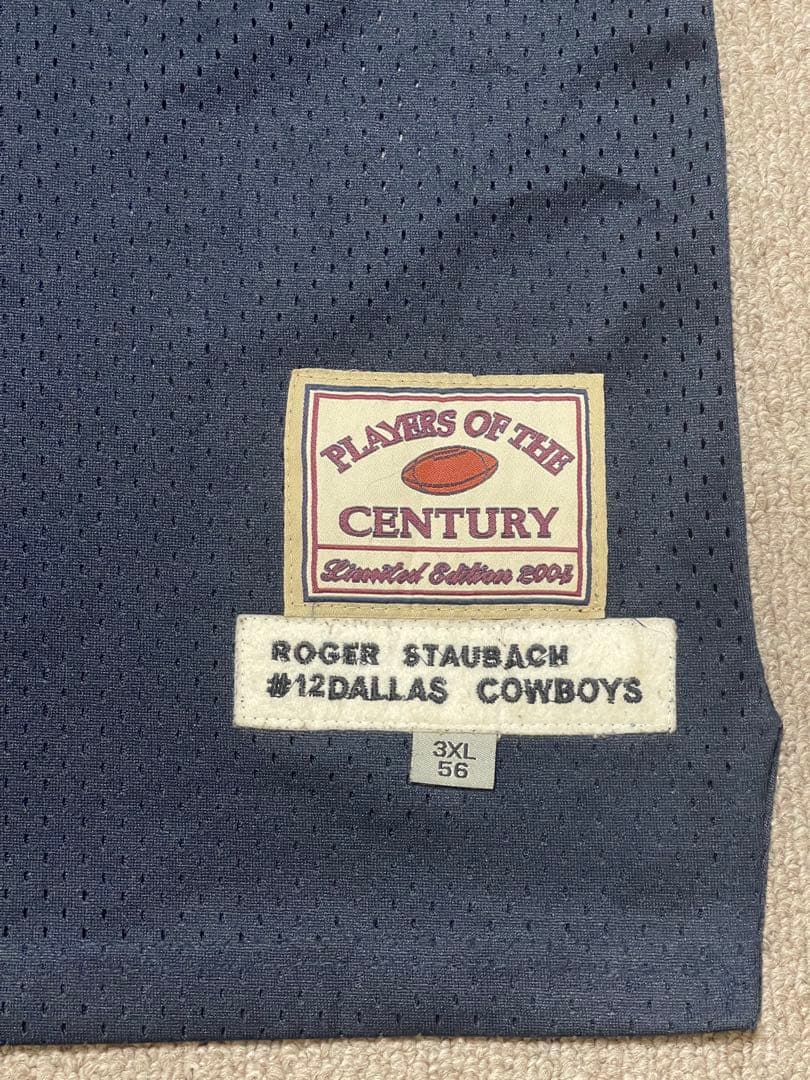 PLAYERS OF THE
CENTURY
Limited Edition 2004
ROGER STAUBACH
#12DALLAS COWBOYS
3XL
56